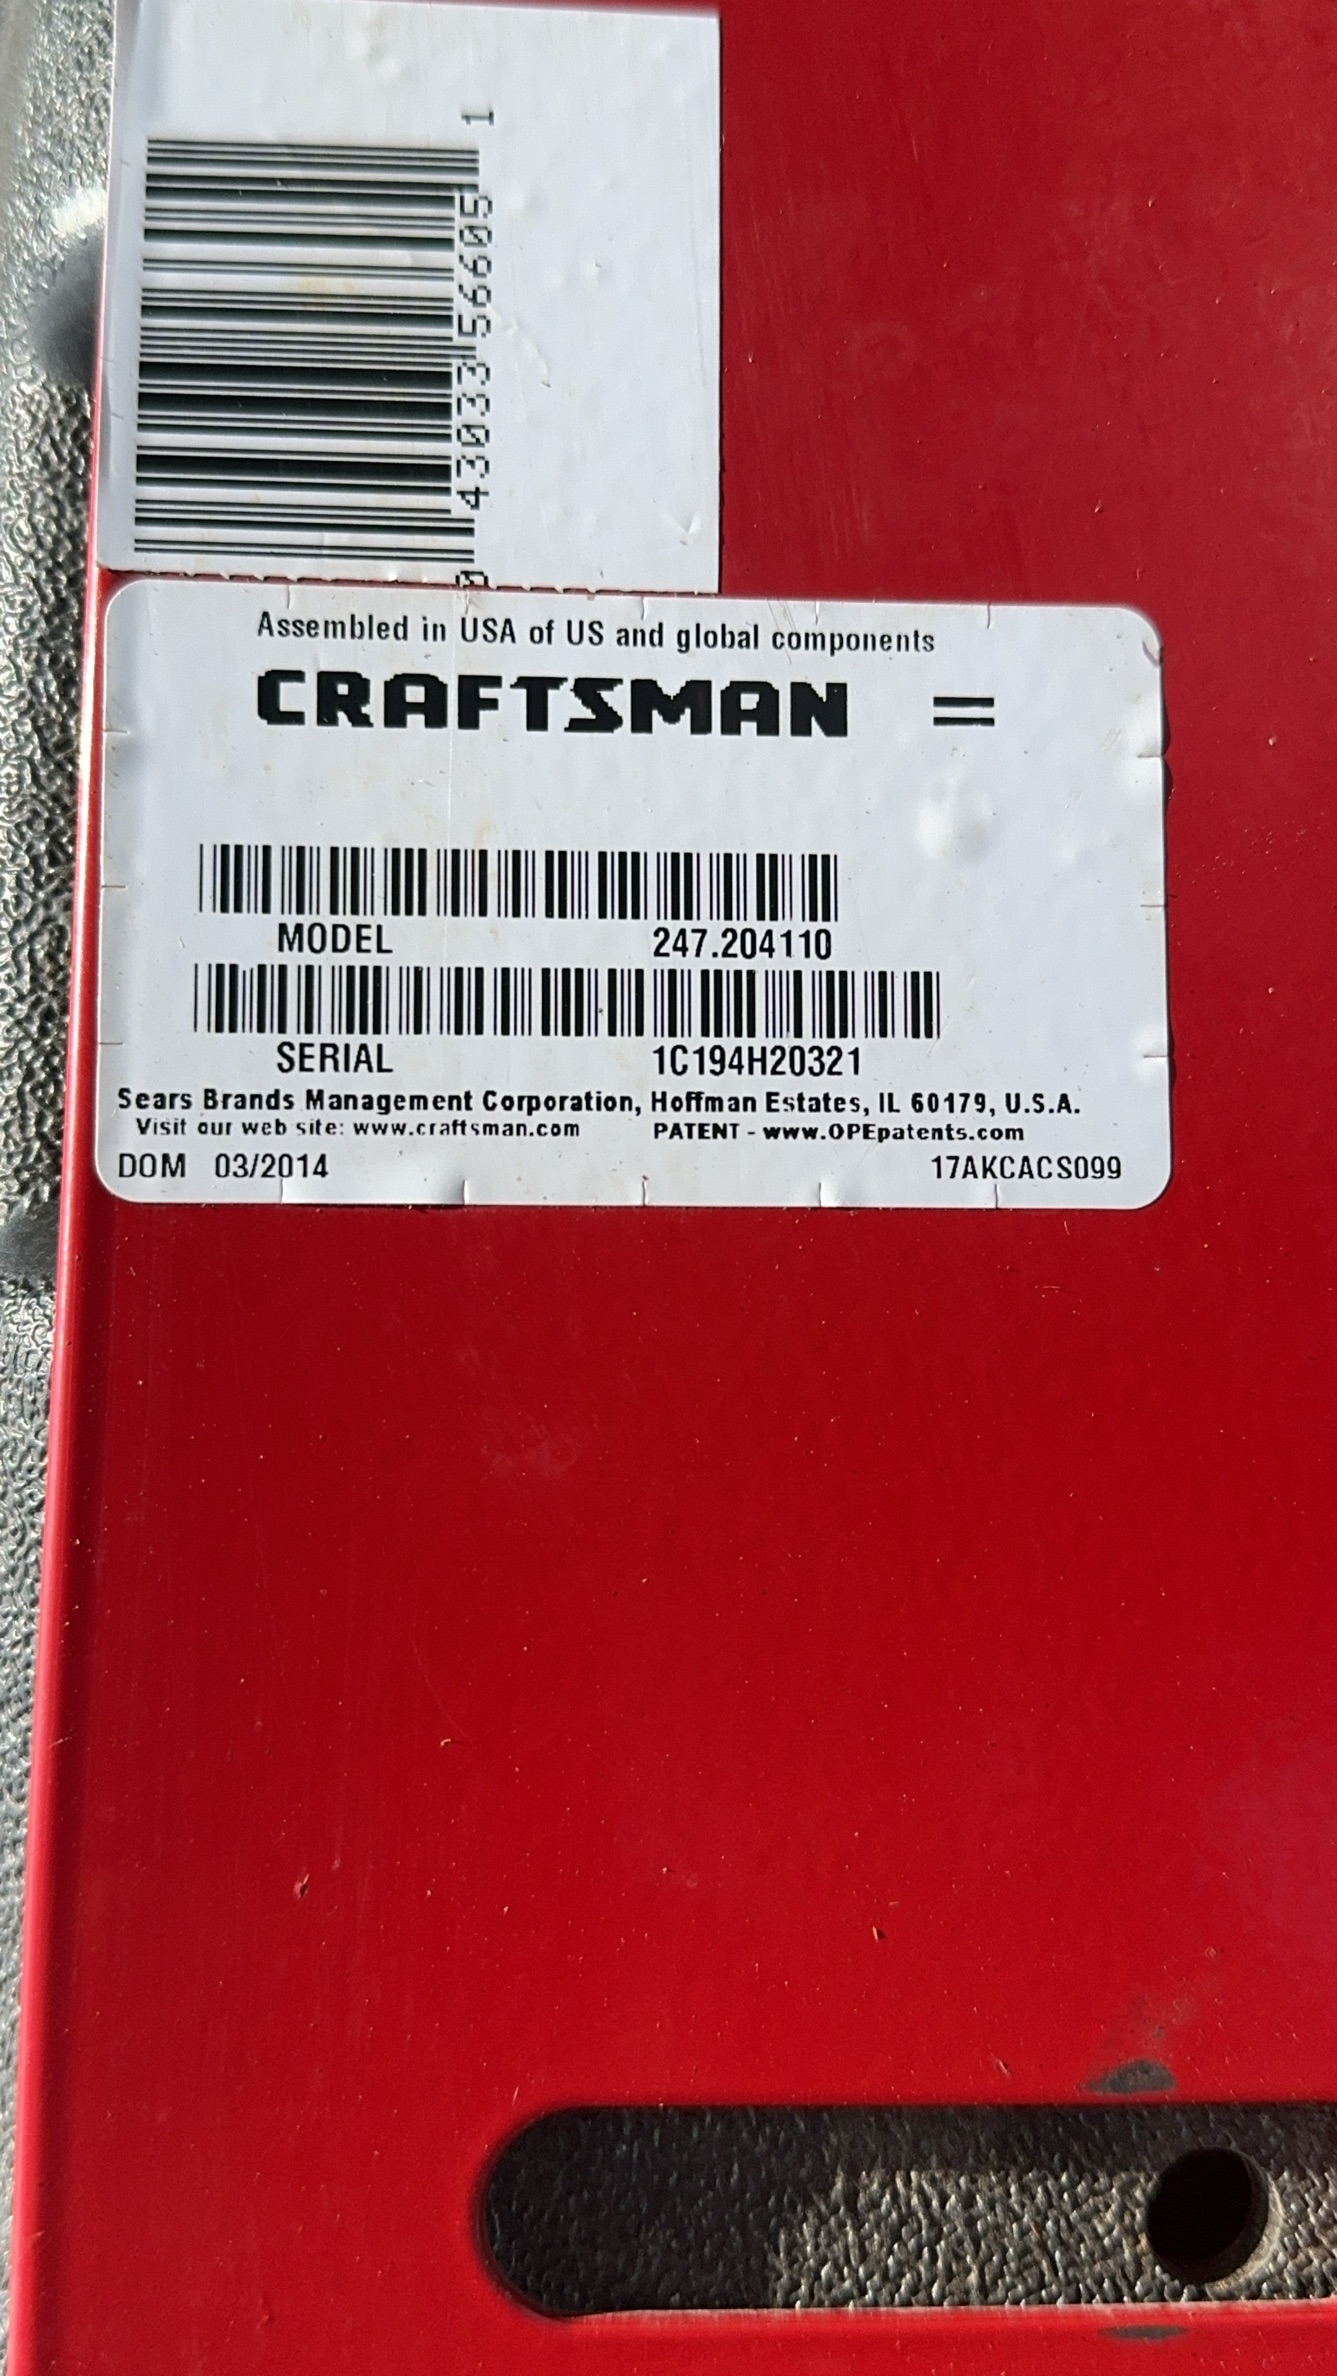 0 43033 56605 1
Assembled in USA of US and global components
CRAFTSMAN =
MODEL 247.204110
SERIAL 1C194H20321
Sears Brands Management Corporation, Hoffman Estates, IL 60179, U.S.A.
Visit our web site: www.craftsman.com PATENT - www.OPEpatents.com
DOM 03/2014 17AKCACS099